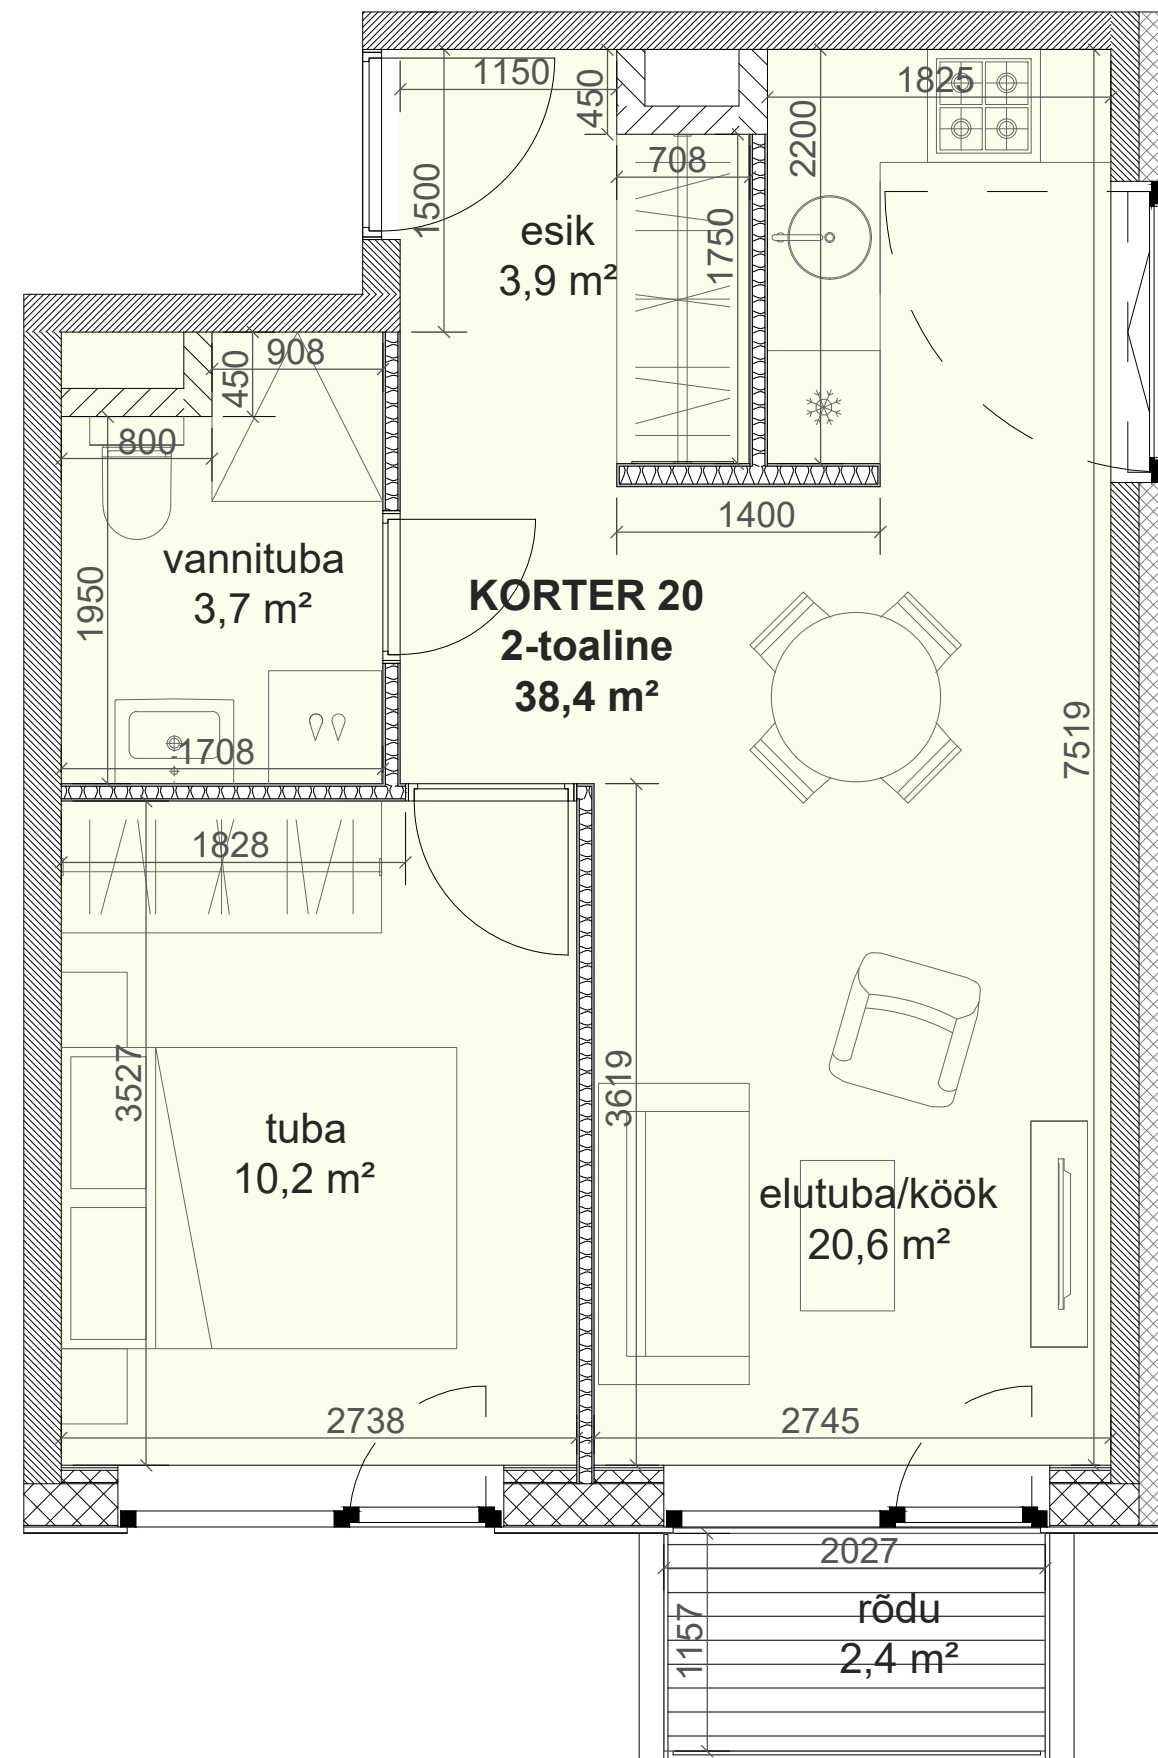 1150
450
1825
2200
708
1500
1750
esik
3,9 m²
908
450
800
1400
vannituba
3,7 m²
1950
KORTER 20
2-toaline
38,4 m²
7519
1708
1828
3527
3619
tuba
10,2 m²
elutuba/köök
20,6 m²
2738
2745
2027
1157
rõdu
2,4 m²